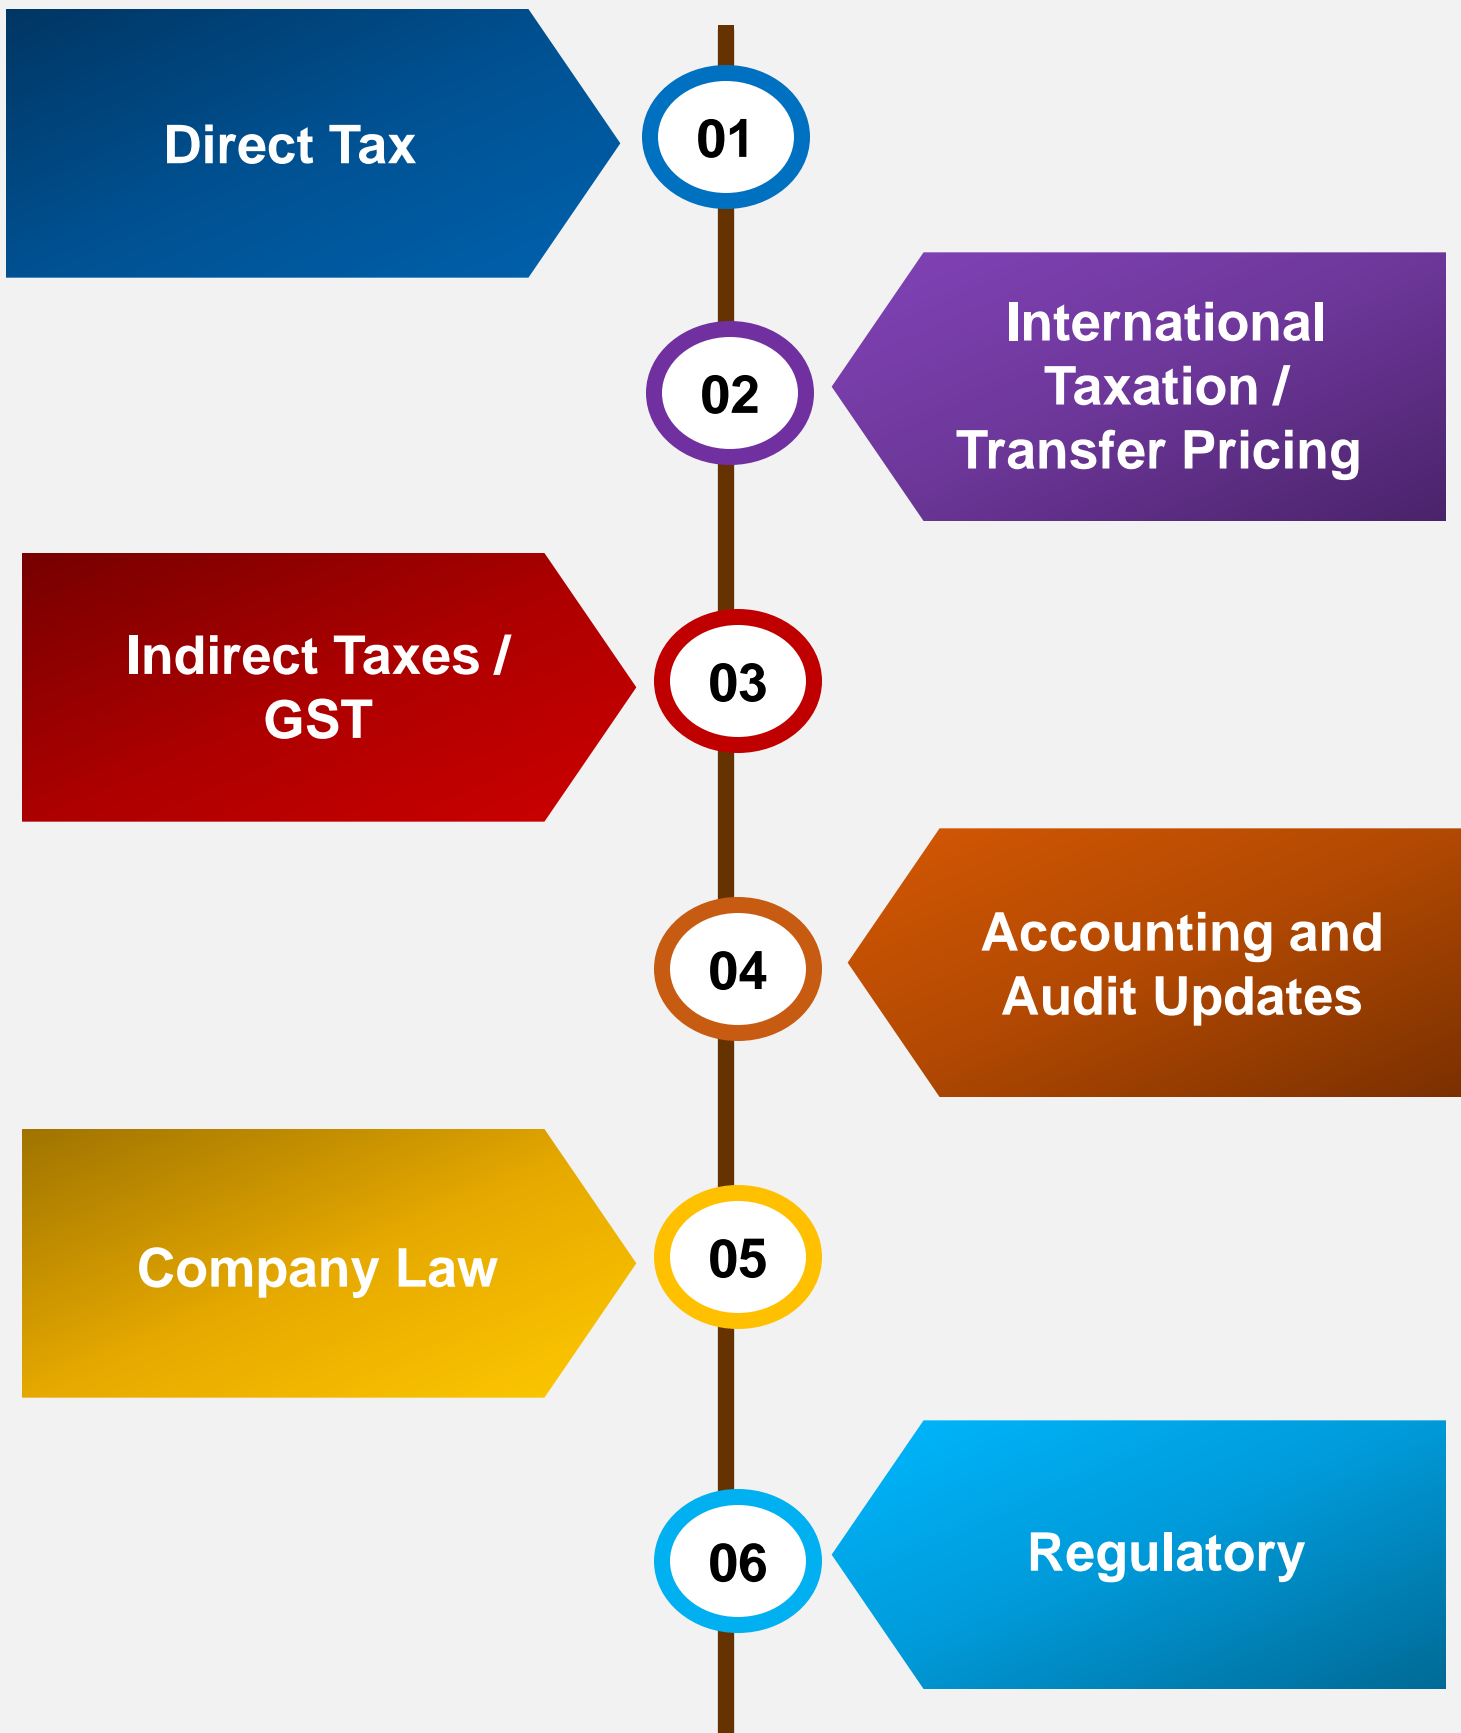 Direct Tax
01
02
International
Taxation /
Transfer Pricing
Indirect Taxes /
GST
03
04
Accounting and
Audit Updates
Company Law
05
06
Regulatory